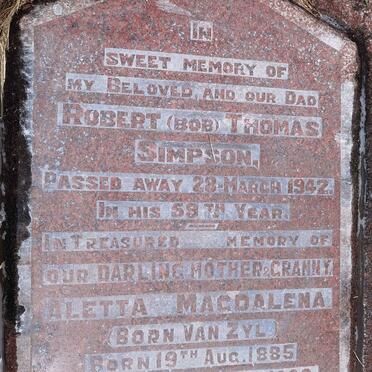 IN
SWEET MEMORY OF
MY BELOVED, AND OUR DAD
ROBERT (BOB) THOMAS
SIMPSON,
PASSED AWAY 28 MARCH 1942.
IN HIS 59TH YEAR.
IN TREASURED MEMORY OF
OUR DARLING MOTHER & GRANNY
ALETTA MAGDALENA
(BORN VAN ZYL)
BORN 19TH AUG. 1885